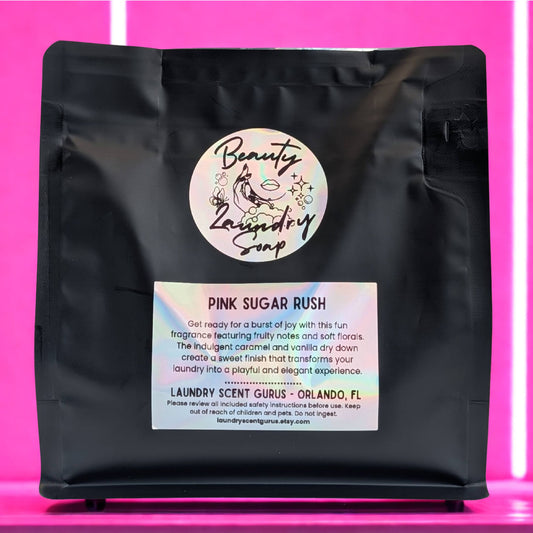 Beauty
Laundry
Soap
PINK SUGAR RUSH
Get ready for a burst of joy with this fun
fragrance featuring fruity notes and soft florals.
The indulgent caramel and vanilla dry down
create a sweet finish that transforms your
laundry into a playful and elegant experience.
LAUNDRY SCENT GURUS - ORLANDO, FL
Please review all included safety instructions before use. Keep
out of reach of children and pets. Do not ingest.
laundryscentgurus.etsy.com